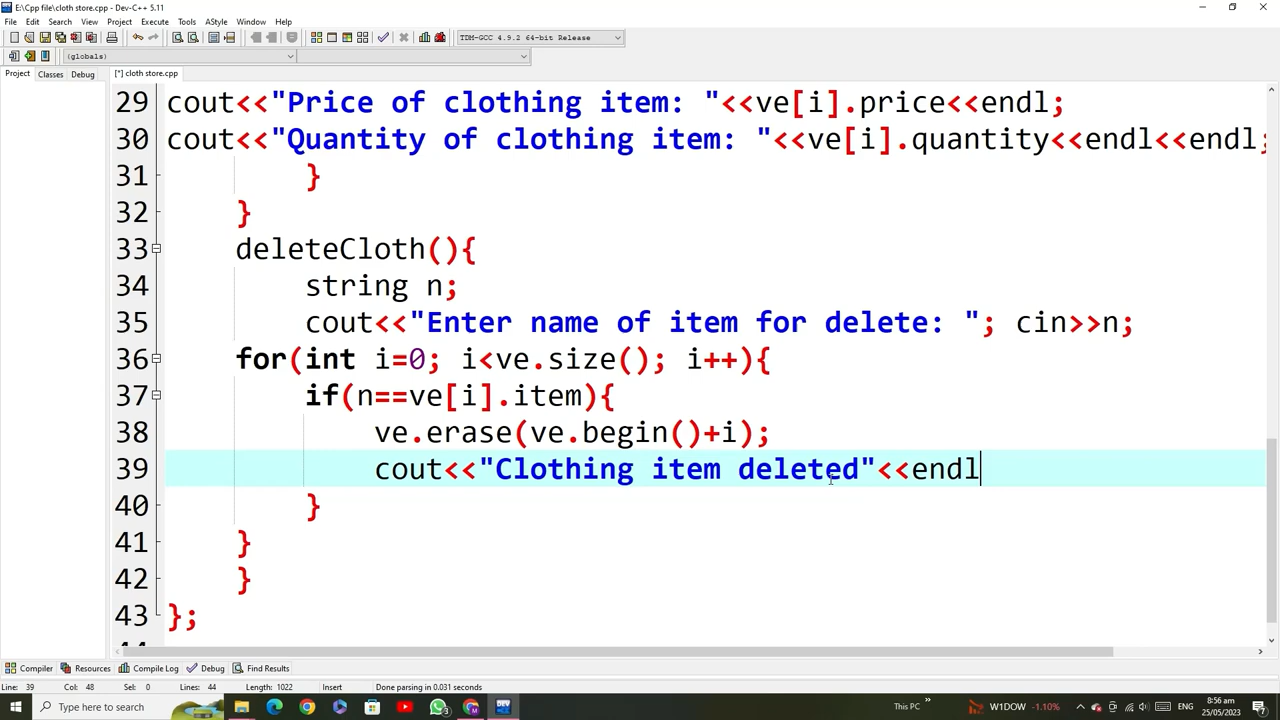 E:\Cpp file\cloth store.cpp - Dev-C++ 5.11
File Edit Search View Project Execute Tools AStyle Window Help
TDM-GCC 4.9.2 64-bit Release
(globals)
Project Classes Debug [*] cloth store.cpp
29 cout<<"Price of clothing item: "<<ve[i].price<<endl;
30 cout<<"Quantity of clothing item: "<<ve[i].quantity<<endl<<endl;
31 }
32 }
33 deleteCloth(){
34 string n;
35 cout<<"Enter name of item for delete: "; cin>>n;
36 for(int i=0; i<ve.size(); i++){
37 if(n==ve[i].item){
38 ve.erase(ve.begin()+i);
39 cout<<"Clothing item deleted"<<endl
40 }
41 }
42 }
43 };
Compiler Resources Compile Log Debug Find Results
Line: 39 Col: 48 Sel: 0 Lines: 44 Length: 1022 Insert Done parsing in 0.031 seconds
Type here to search 3 This PC » W1DOW -1.10% ENG 8:56 am 25/05/2023 7